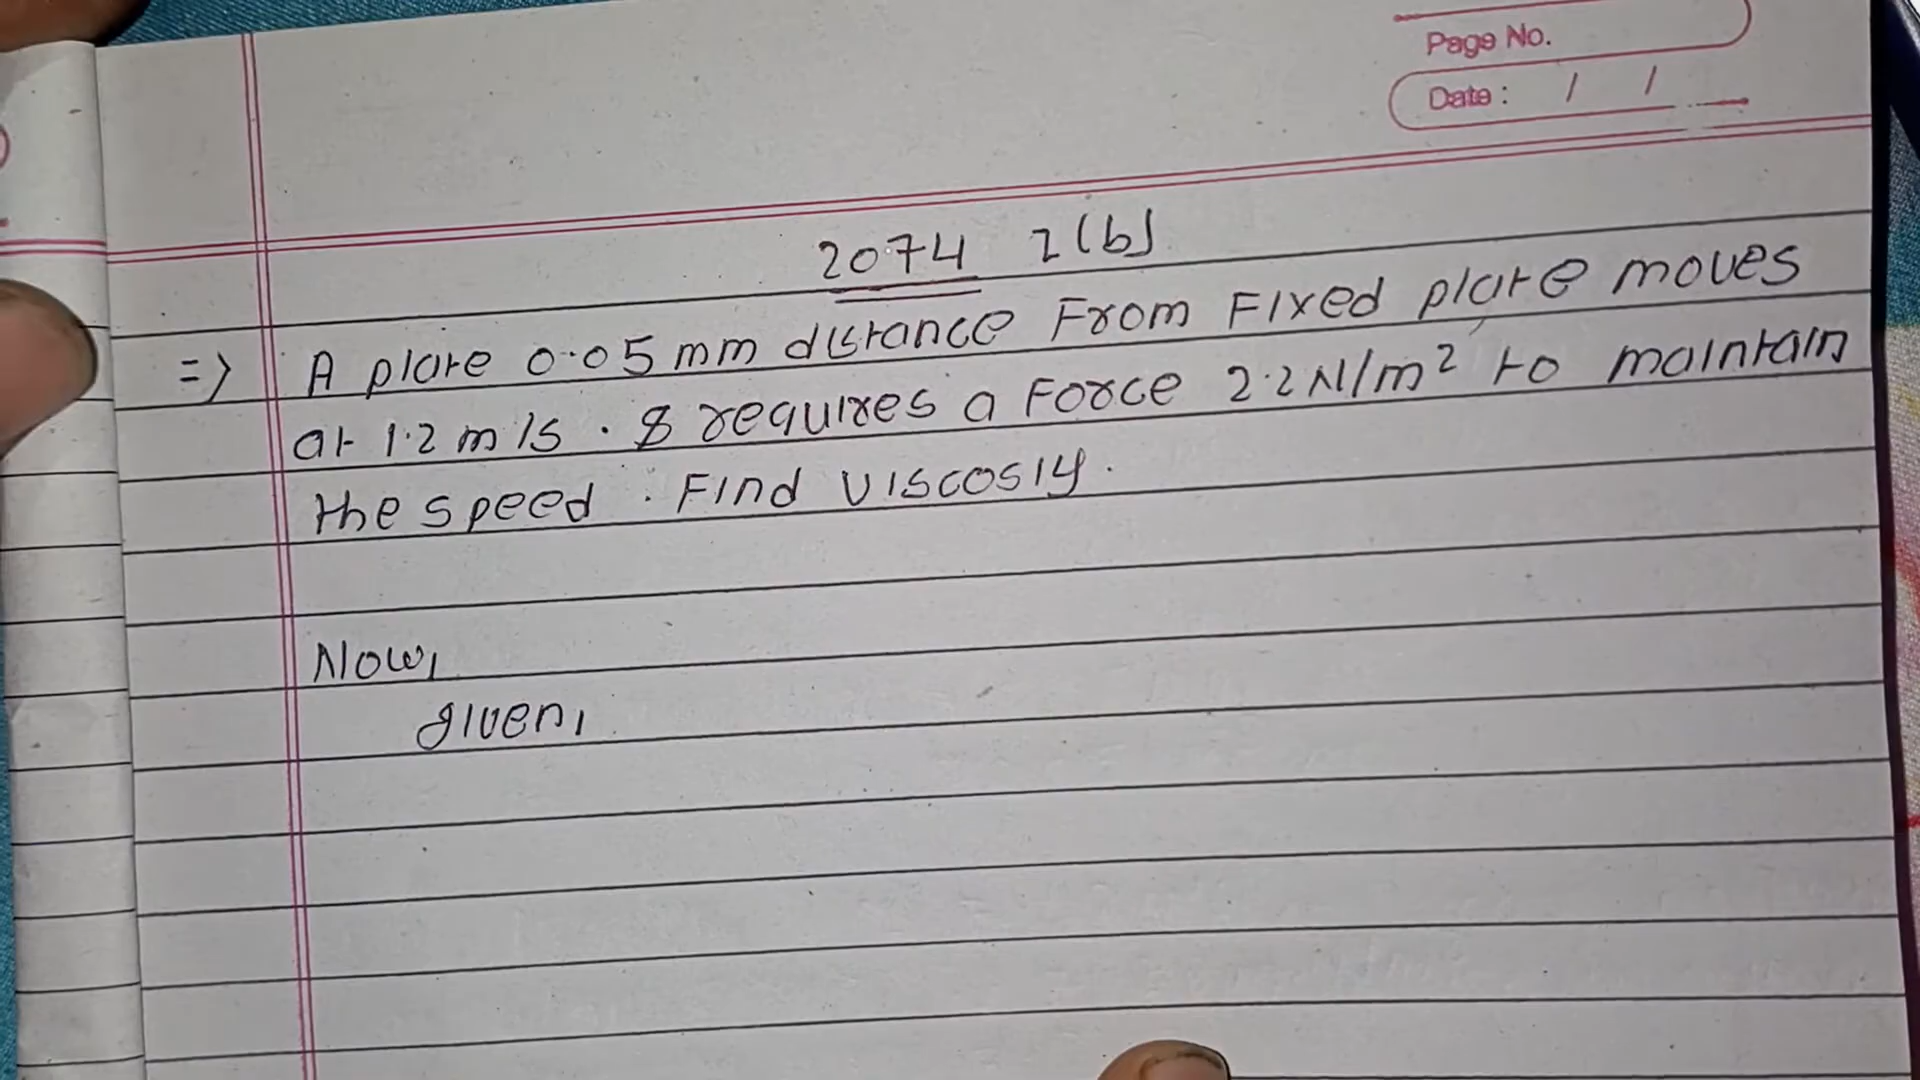 Page No.
Date : / /
2074 2(b)
=> A plate 0.05 mm distance From Fixed plate moves
at 1.2 m/s . & requires a Force 2.2 N/m² to maintain
the speed . Find viscosiy.
Now,
given,